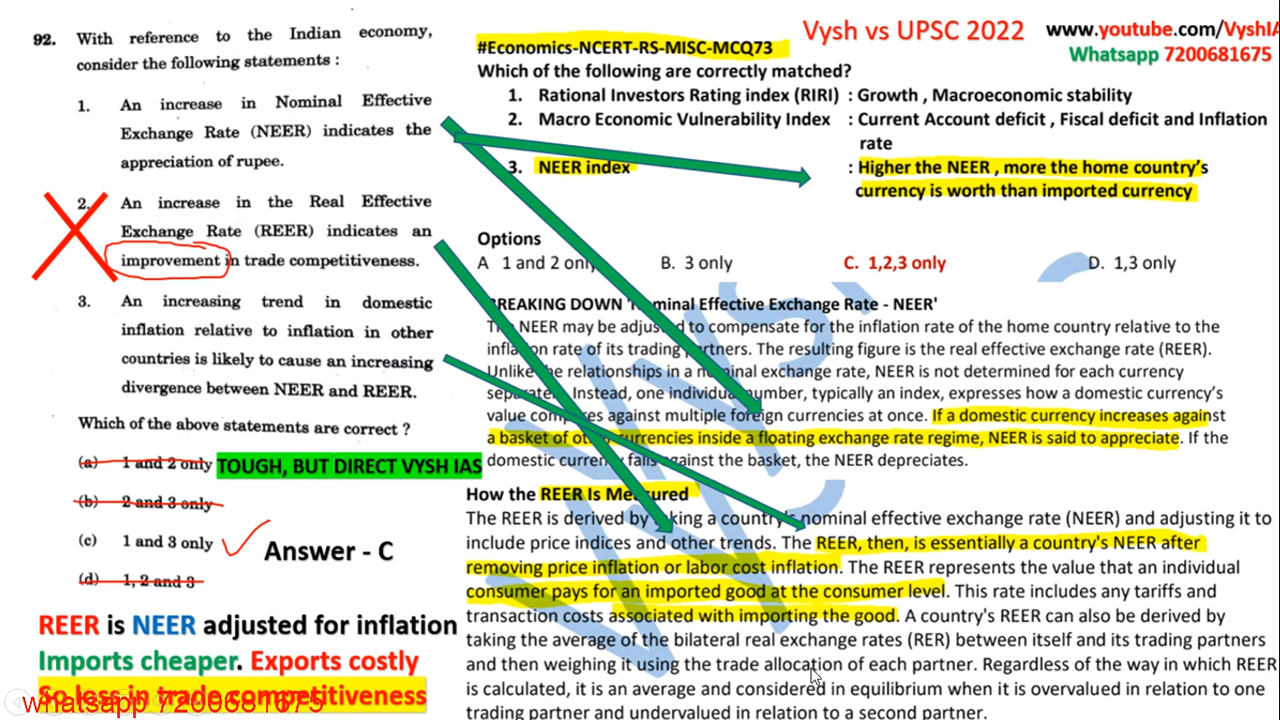 92. With reference to the Indian economy,
consider the following statements :
1. An increase in Nominal Effective
Exchange Rate (NEER) indicates the
appreciation of rupee.
2. An increase in the Real Effective
Exchange Rate (REER) indicates an
improvement in trade competitiveness.
3. An increasing trend in domestic
inflation relative to inflation in other
countries is likely to cause an increasing
divergence between NEER and REER.
Which of the above statements are correct ?
(a) 1 and 2 only
TOUGH, BUT DIRECT VYSH IAS
(b) 2 and 3 only
(c) 1 and 3 only
Answer - C
(d) 1, 2 and 3
REER is NEER adjusted for inflation
Imports cheaper. Exports costly
So less in trade competitiveness
whatsapp 7200681675
Vysh vs UPSC 2022
www.youtube.com/VyshIA
Whatsapp 7200681675
#Economics-NCERT-RS-MISC-MCQ73
Which of the following are correctly matched?
1. Rational Investors Rating index (RIRI) : Growth , Macroeconomic stability
2. Macro Economic Vulnerability Index : Current Account deficit , Fiscal deficit and Inflation
rate
3. NEER index : Higher the NEER , more the home country's
currency is worth than imported currency
Options
A 1 and 2 only B. 3 only C. 1,2,3 only D. 1,3 only
BREAKING DOWN 'Nominal Effective Exchange Rate - NEER'
The NEER may be adjusted to compensate for the inflation rate of the home country relative to the
inflation rate of its trading partners. The resulting figure is the real effective exchange rate (REER).
Unlike the relationships in a nominal exchange rate, NEER is not determined for each currency
separately. Instead, one individual number, typically an index, expresses how a domestic currency's
value compares against multiple foreign currencies at once. If a domestic currency increases against
a basket of other currencies inside a floating exchange rate regime, NEER is said to appreciate. If the
domestic currency falls against the basket, the NEER depreciates.
How the REER Is Measured
The REER is derived by taking a country's nominal effective exchange rate (NEER) and adjusting it to
include price indices and other trends. The REER, then, is essentially a country's NEER after
removing price inflation or labor cost inflation. The REER represents the value that an individual
consumer pays for an imported good at the consumer level. This rate includes any tariffs and
transaction costs associated with importing the good. A country's REER can also be derived by
taking the average of the bilateral real exchange rates (RER) between itself and its trading partners
and then weighing it using the trade allocation of each partner. Regardless of the way in which REER
is calculated, it is an average and considered in equilibrium when it is overvalued in relation to one
trading partner and undervalued in relation to a second partner.